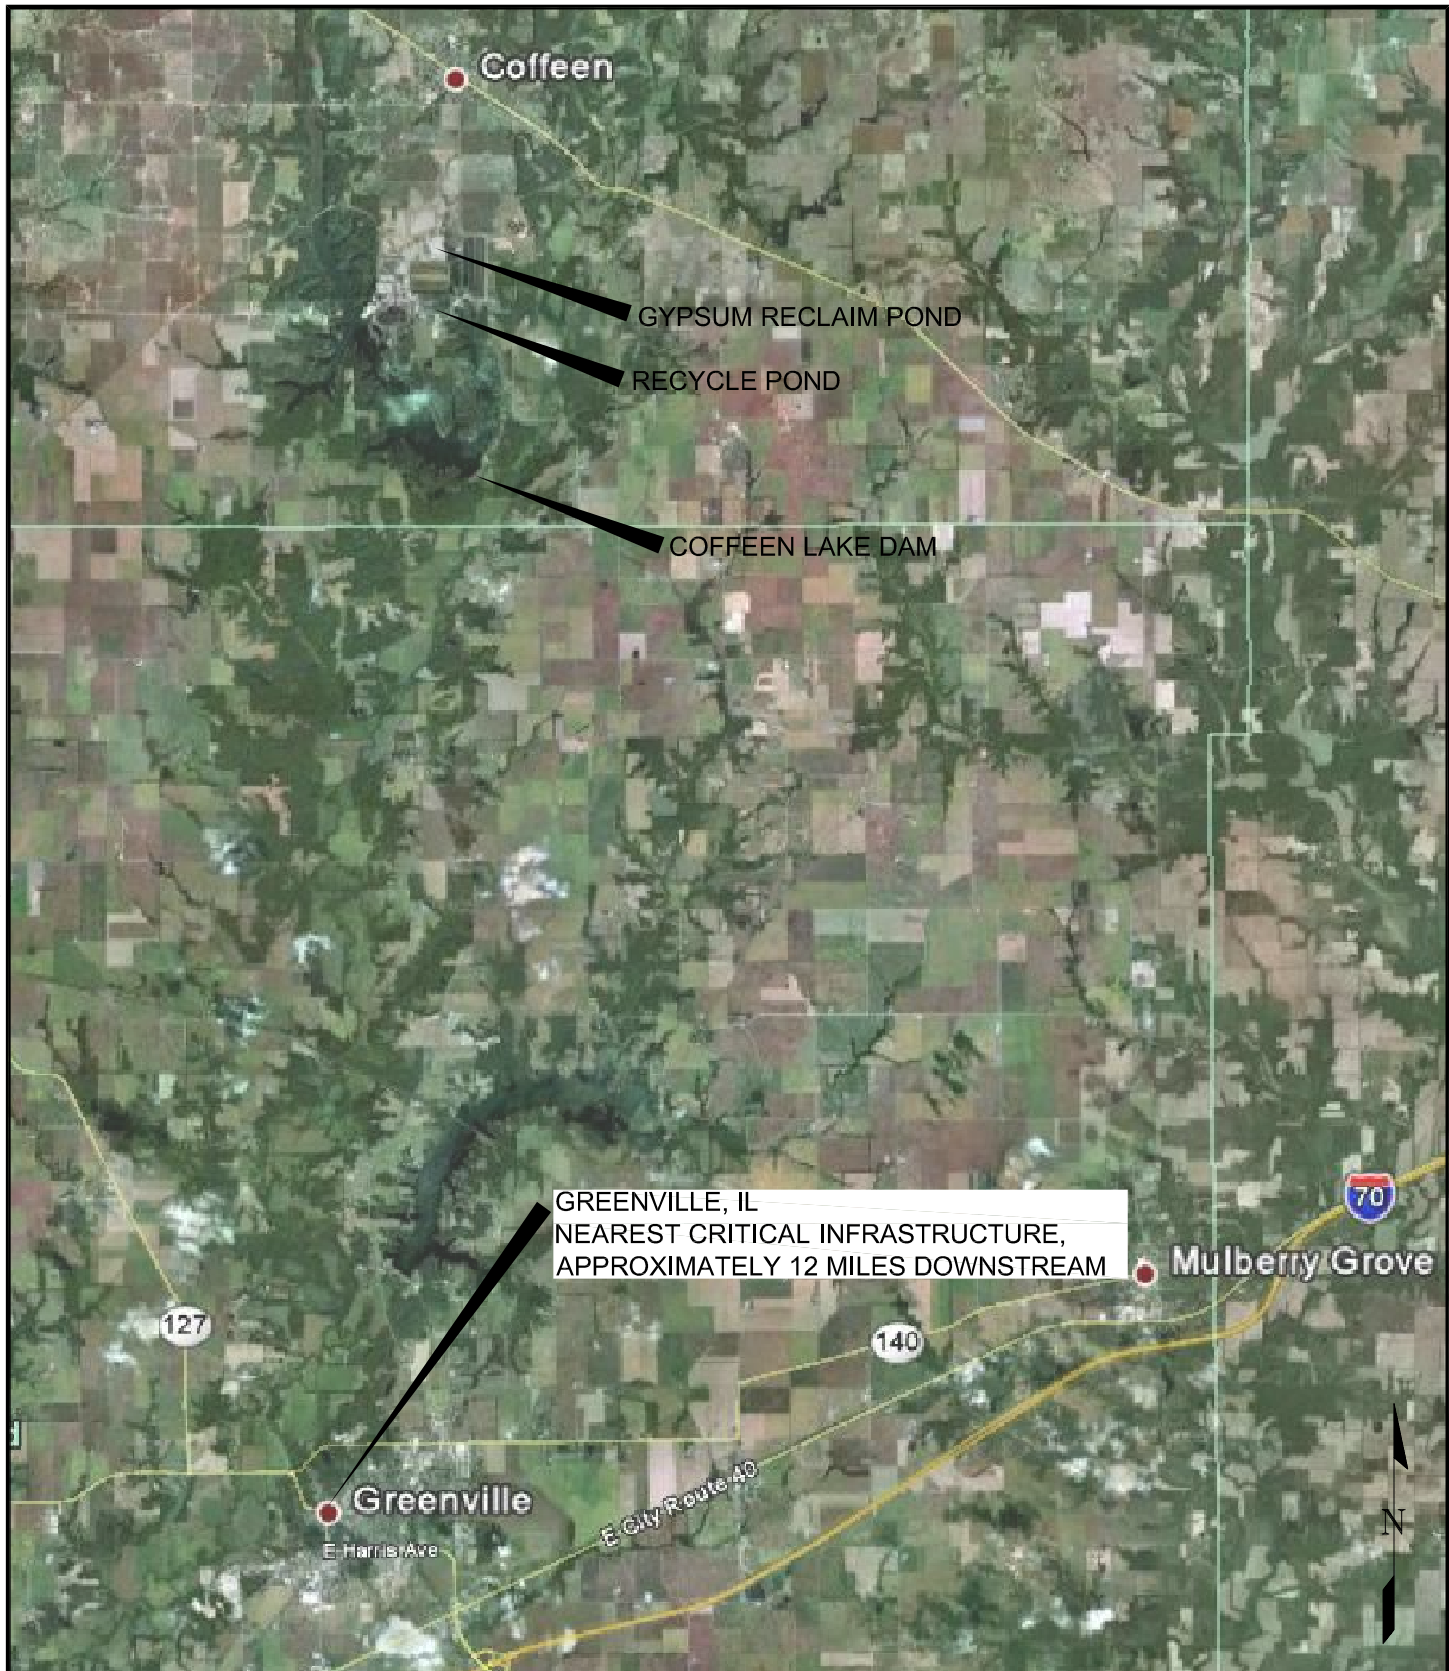 Coffeen
GYPSUM RECLAIM POND
RECYCLE POND
COFFEEN LAKE DAM
GREENVILLE, IL
NEAREST CRITICAL INFRASTRUCTURE,
APPROXIMATELY 12 MILES DOWNSTREAM
70
Mulberry Grove
127
140
E City Route 40
Greenville
E Harris Ave
N